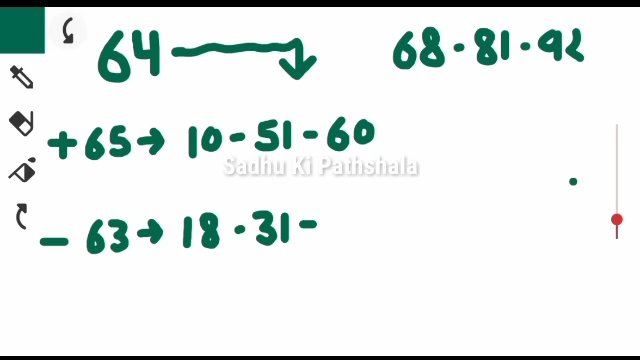 64 → 68 · 81 · 92
+ 65 → 10 - 51 - 60
Sadhu Ki Pathshala
- 63 → 18 · 31 -